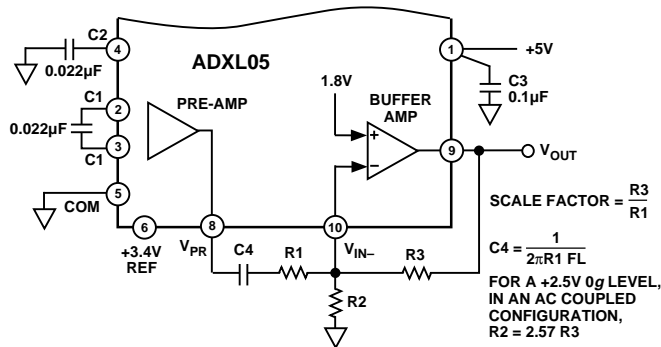 C2
4
0.022µF
ADXL05
1
+5V
C3
0.1µF
2
C1
0.022µF
3
C1
PRE-AMP
1.8V
BUFFER
AMP
+
−
9
VOUT
5
COM
6
+3.4V
REF
8
VPR
10
VIN–
C4
R1
R3
R2
SCALE FACTOR = R3
R1
C4 = 1
2πR1 FL
FOR A +2.5V 0g LEVEL,
IN AN AC COUPLED
CONFIGURATION,
R2 = 2.57 R3